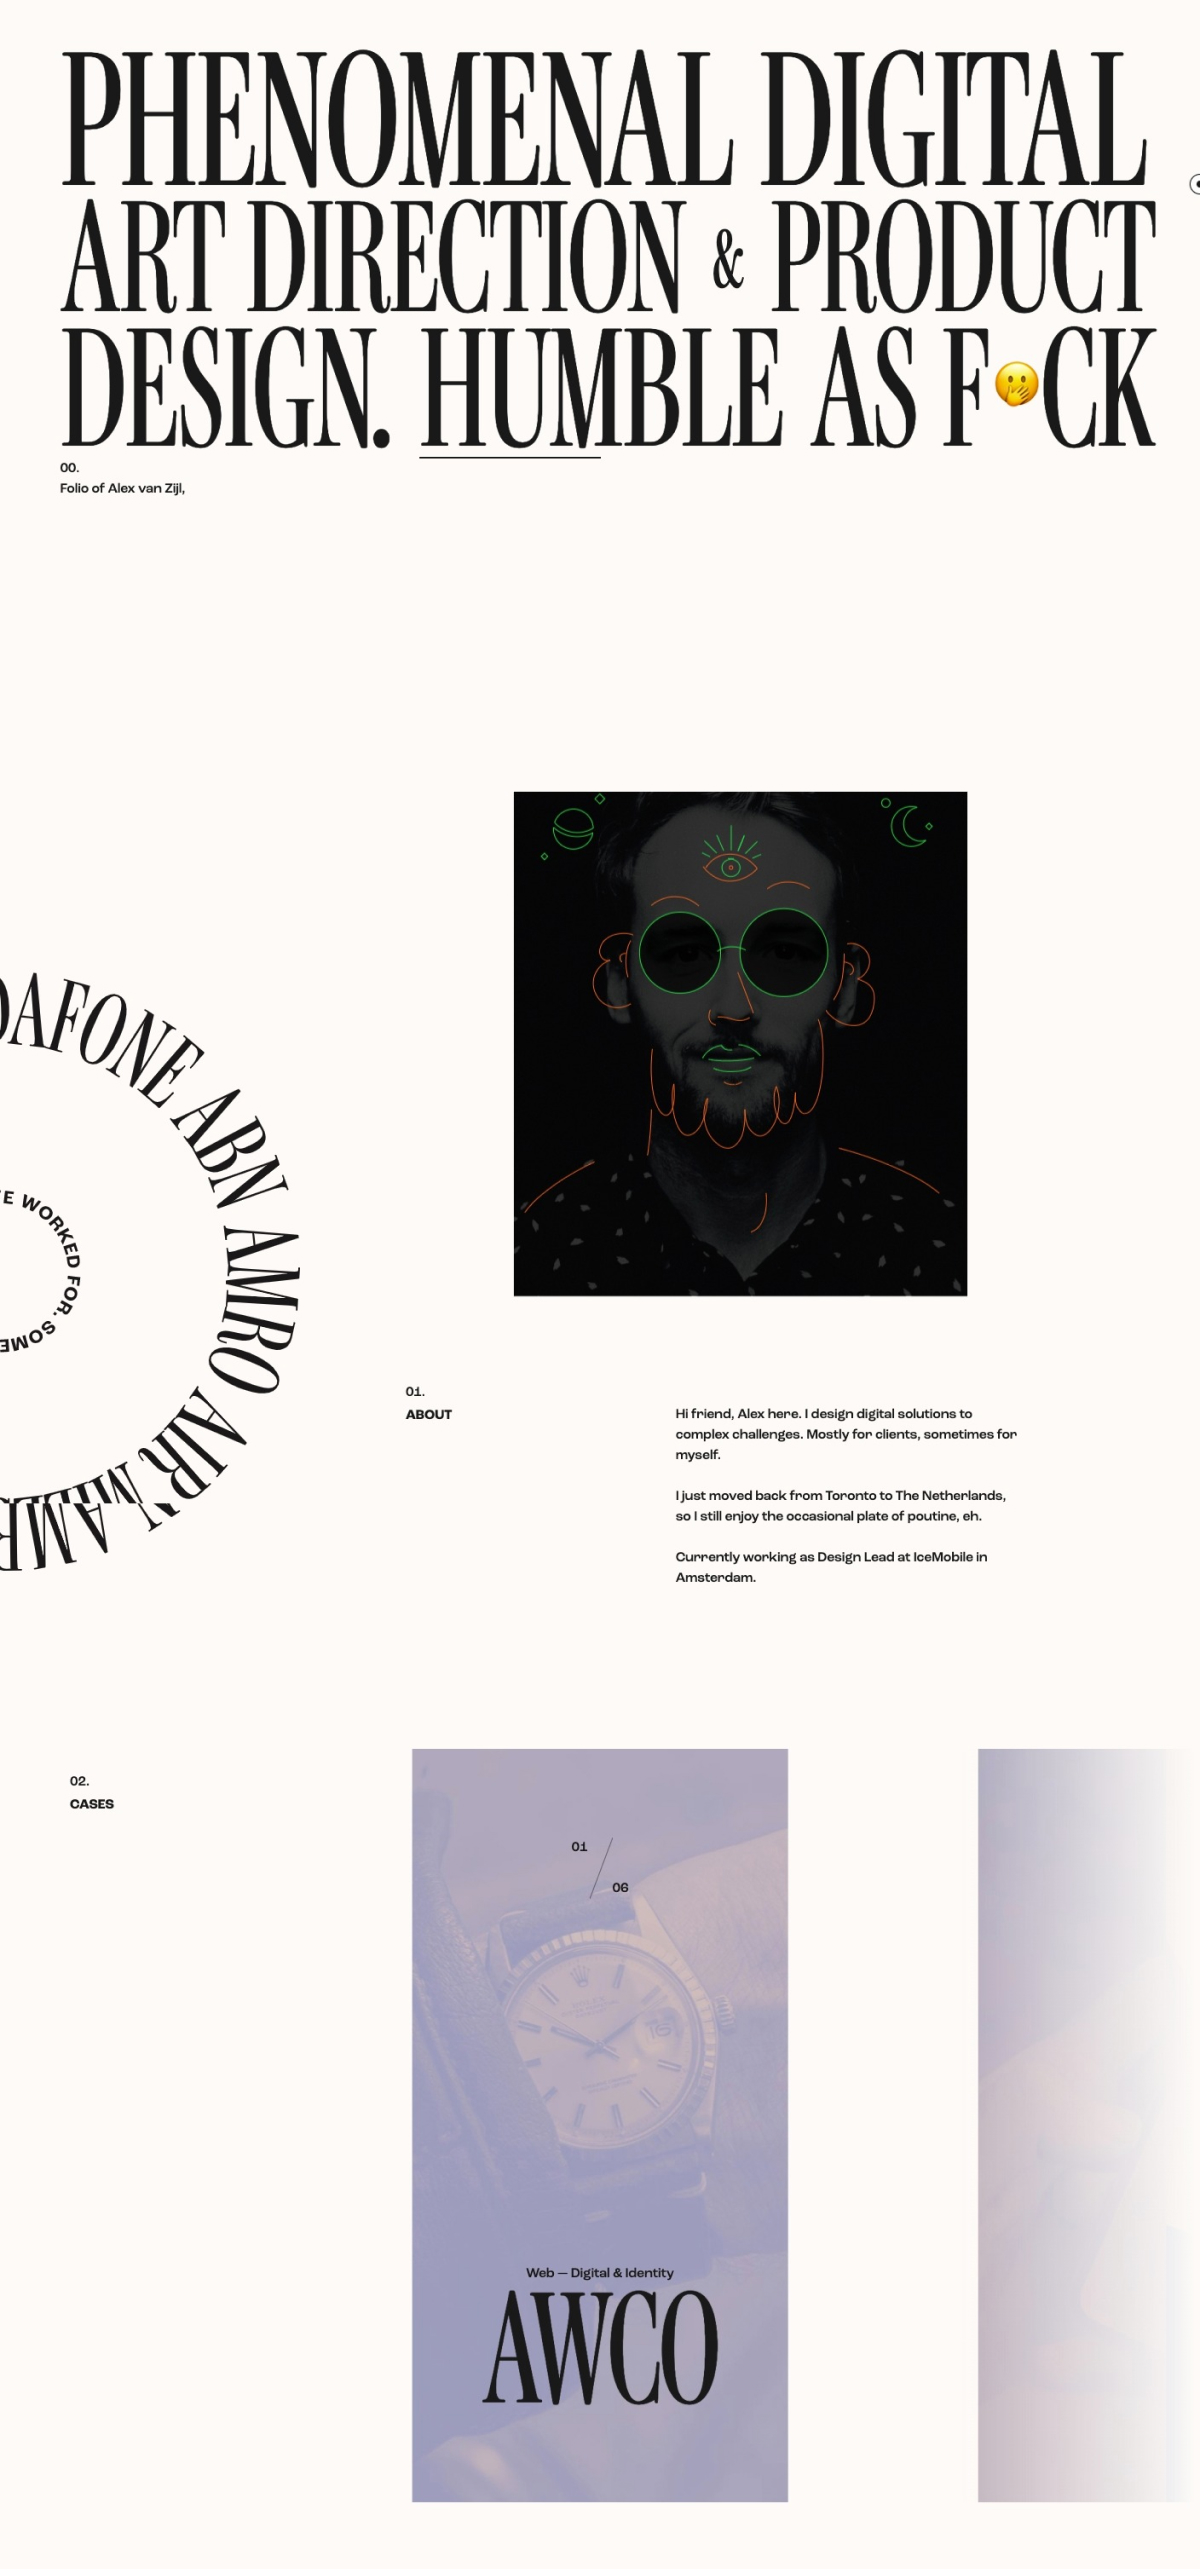 PHENOMENAL DIGITAL
ART DIRECTION & PRODUCT
DESIGN. HUMBLE AS F🤭CK
00.
Folio of Alex van Zijl,
ABN AMRO AIR
WORKED FOR. SOME
01.
ABOUT
Hi friend, Alex here. I design digital solutions to
complex challenges. Mostly for clients, sometimes for
myself.
I just moved back from Toronto to The Netherlands,
so I still enjoy the occasional plate of poutine, eh.
Currently working as Design Lead at IceMobile in
Amsterdam.
02.
CASES
01
06
Web — Digital & Identity
AWCO